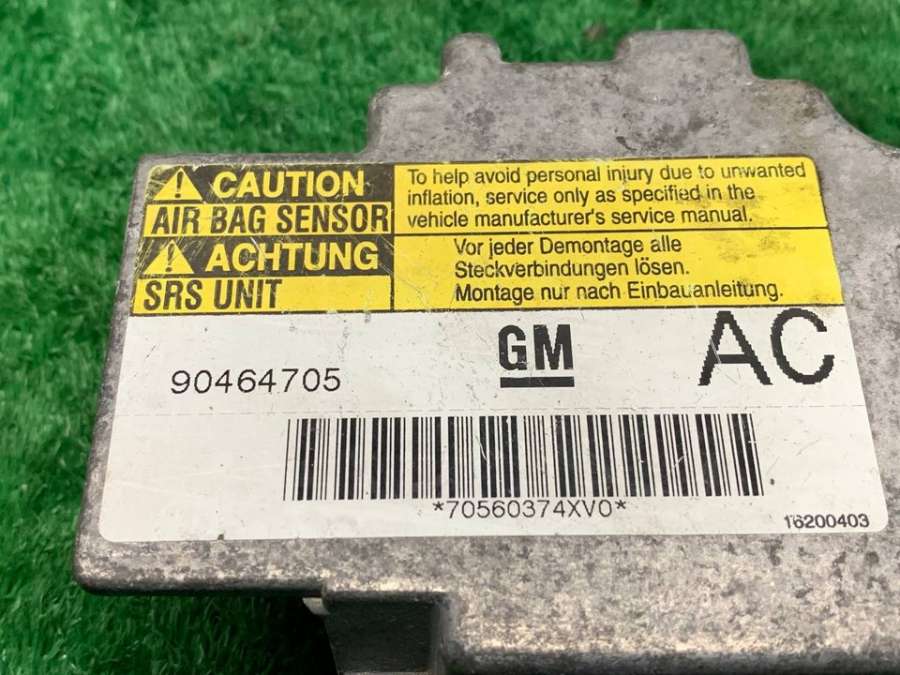 CAUTION
AIR BAG SENSOR
To help avoid personal injury due to unwanted
inflation, service only as specified in the
vehicle manufacturer's service manual.
ACHTUNG
SRS UNIT
Vor jeder Demontage alle
Steckverbindungen lösen.
Montage nur nach Einbauanleitung.
90464705
GM
AC
*70560374XV0*
16200403